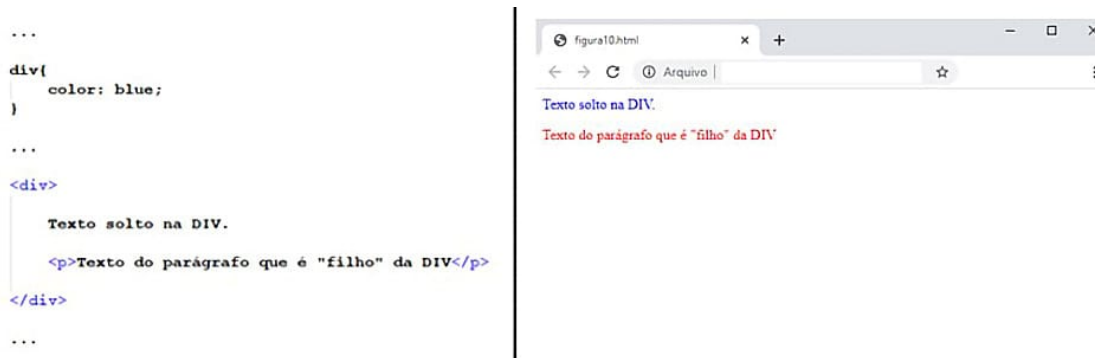 ...
div{
color: blue;
}
...
<div>
Texto solto na DIV.
<p>Texto do parágrafo que é "filho" da DIV</p>
</div>
...
figura10.html
Arquivo
Texto solto na DIV.
Texto do parágrafo que é "filho" da DIV